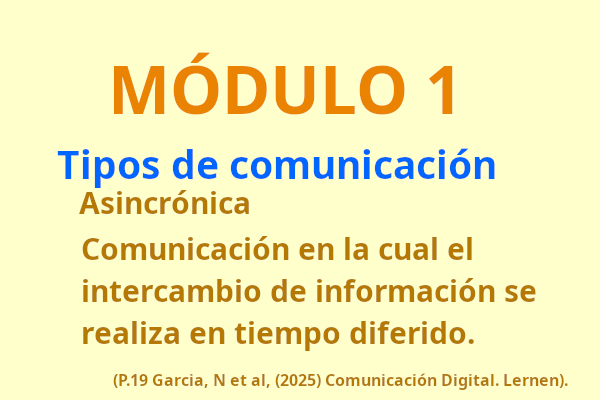 MÓDULO 1
Tipos de comunicación
Asincrónica
Comunicación en la cual el
intercambio de información se
realiza en tiempo diferido.
(P.19 Garcia, N et al, (2025) Comunicación Digital. Lernen).